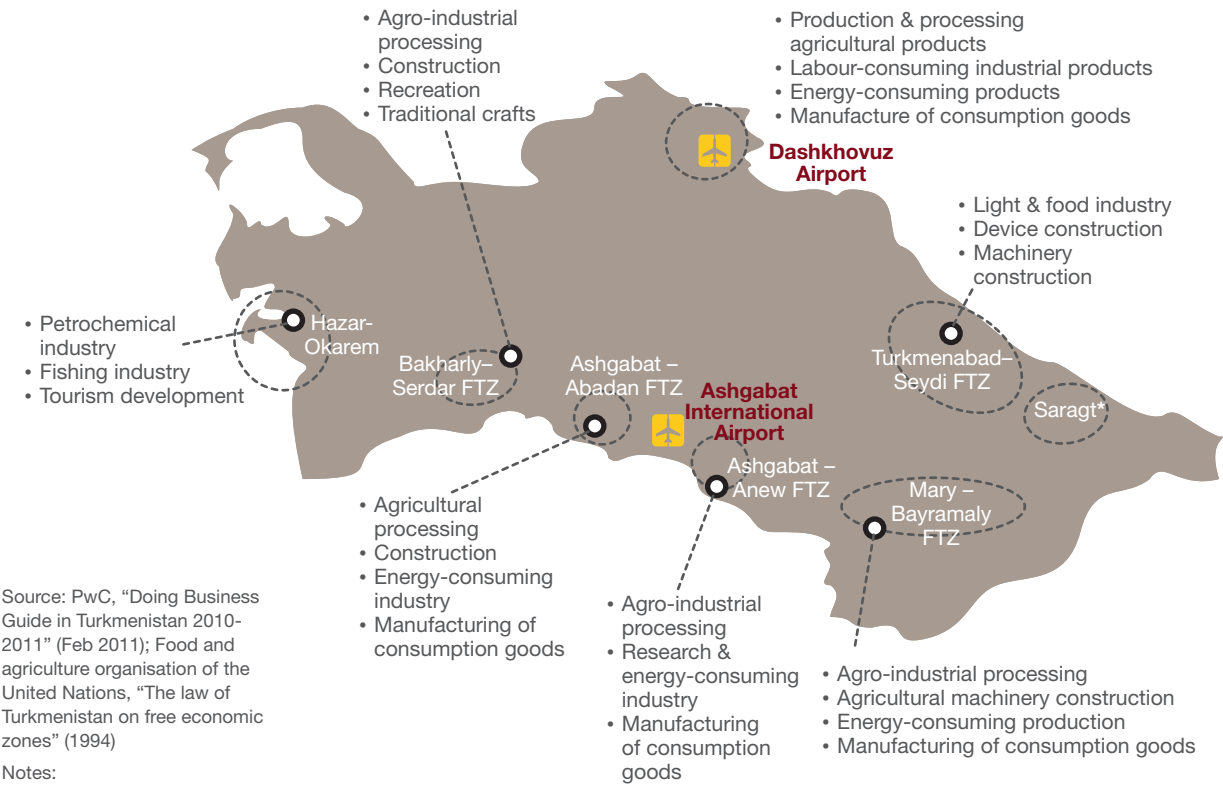 • Agro-industrial
processing
• Construction
• Recreation
• Traditional crafts
• Production & processing
agricultural products
• Labour-consuming industrial products
• Energy-consuming products
• Manufacture of consumption goods
Dashkhovuz
Airport
• Light & food industry
• Device construction
• Machinery
construction
• Petrochemical
industry
• Fishing industry
• Tourism development
Hazar-
Okarem
Bakharly–
Serdar FTZ
Ashgabat –
Abadan FTZ
Ashgabat
International
Airport
Turkmenabad–
Seydi FTZ
Saragt*
Ashgabat –
Anew FTZ
Mary –
Bayramaly
FTZ
• Agricultural
processing
• Construction
• Energy-consuming
industry
• Manufacturing of
consumption goods
• Agro-industrial
processing
• Research &
energy-consuming
industry
• Manufacturing
of consumption
goods
• Agro-industrial processing
• Agricultural machinery construction
• Energy-consuming production
• Manufacturing of consumption goods
Source: PwC, “Doing Business
Guide in Turkmenistan 2010-
2011” (Feb 2011); Food and
agriculture organisation of the
United Nations, “The law of
Turkmenistan on free economic
zones” (1994)
Notes: